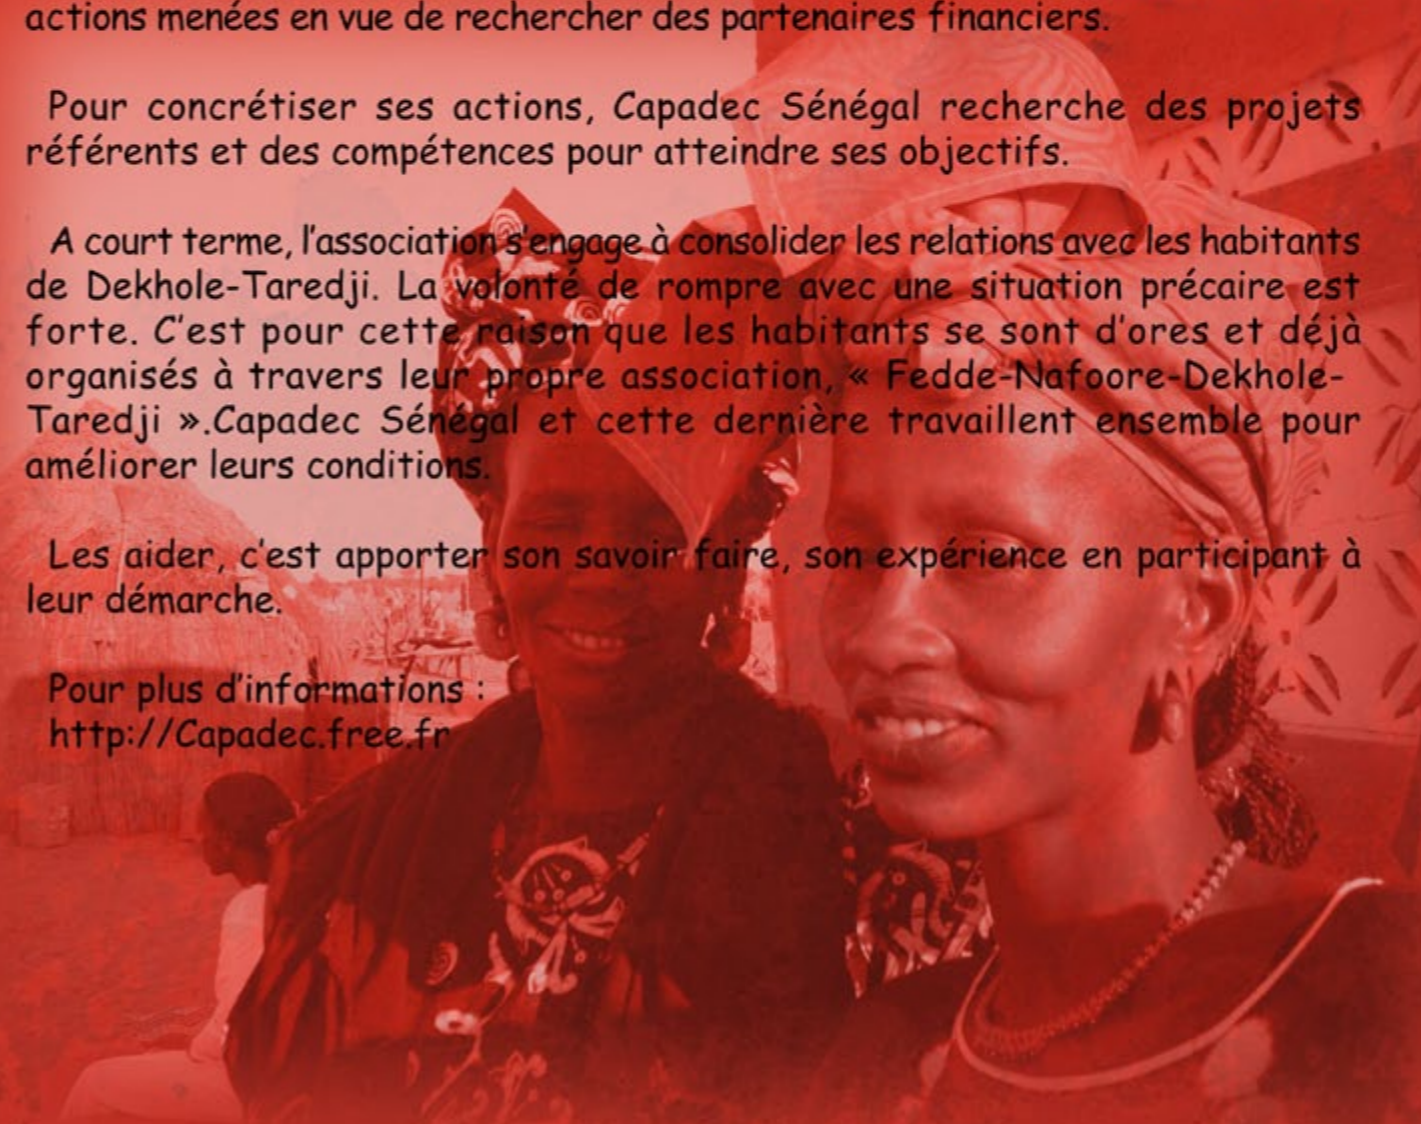 actions menées en vue de rechercher des partenaires financiers.
Pour concrétiser ses actions, Capadec Sénégal recherche des projets
référents et des compétences pour atteindre ses objectifs.
A court terme, l'association s'engage à consolider les relations avec les habitants
de Dekhole-Taredji. La volonté de rompre avec une situation précaire est
forte. C'est pour cette raison que les habitants se sont d'ores et déjà
organisés à travers leur propre association, « Fedde-Nafoore-Dekhole-
Taredji ».Capadec Sénégal et cette dernière travaillent ensemble pour
améliorer leurs conditions.
Les aider, c'est apporter son savoir faire, son expérience en participant à
leur démarche.
Pour plus d'informations :
http://Capadec.free.fr